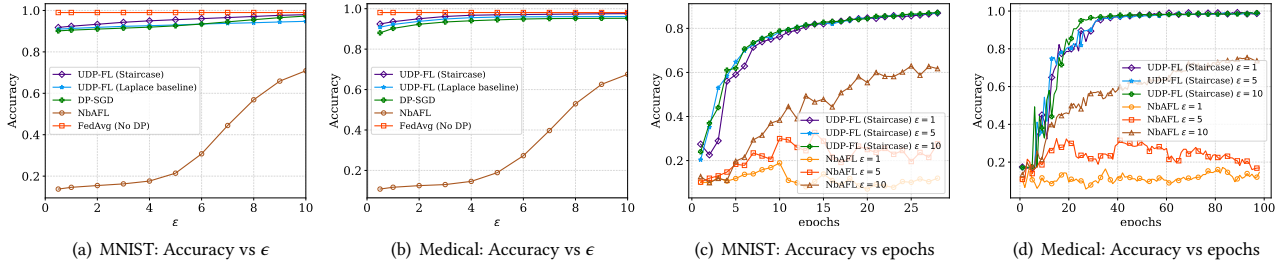 1.0
0.8
0.6
0.4
0.2
Accuracy
UDP-FL (Staircase)
UDP-FL (Laplace baseline)
DP-SGD
NbAFL
FedAvg (No DP)
0 2 4 6 8 10
ε
(a) MNIST: Accuracy vs ϵ
1.0
0.8
0.6
0.4
0.2
Accuracy
UDP-FL (Staircase)
UDP-FL (Laplace baseline)
DP-SGD
NbAFL
FedAvg (No DP)
0 2 4 6 8 10
ε
(b) Medical: Accuracy vs ϵ
0.8
0.6
0.4
0.2
Accuracy
UDP-FL (Staircase) ε = 1
UDP-FL (Staircase) ε = 5
UDP-FL (Staircase) ε = 10
NbAFL ε = 1
NbAFL ε = 5
NbAFL ε = 10
0 5 10 15 20 25
epochs
(c) MNIST: Accuracy vs epochs
1.0
0.8
0.6
0.4
0.2
Accuracy
UDP-FL (Staircase) ε = 1
UDP-FL (Staircase) ε = 5
UDP-FL (Staircase) ε = 10
NbAFL ε = 1
NbAFL ε = 5
NbAFL ε = 10
0 20 40 60 80 100
epochs
(d) Medical: Accuracy vs epochs